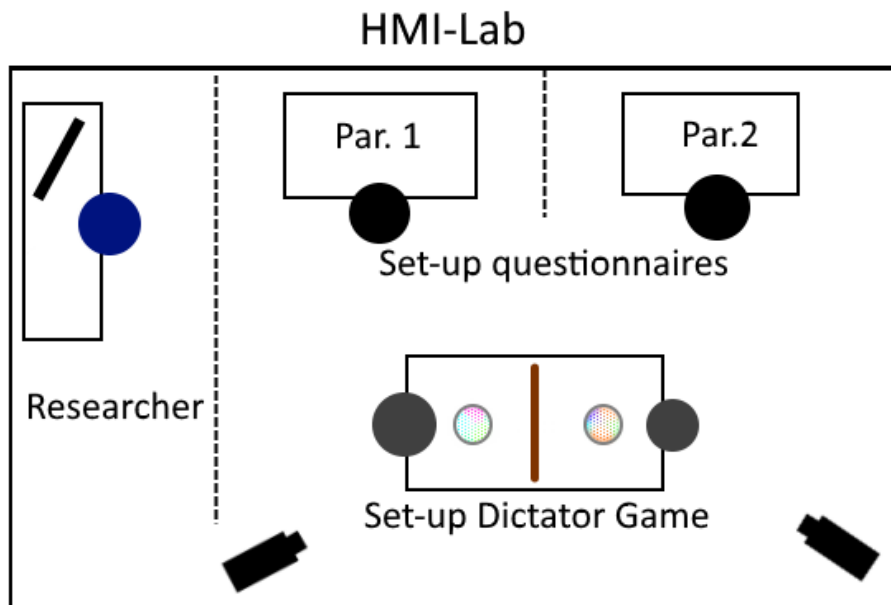 HMI-Lab
Par. 1
Par.2
Set-up questionnaires
Researcher
Set-up Dictator Game